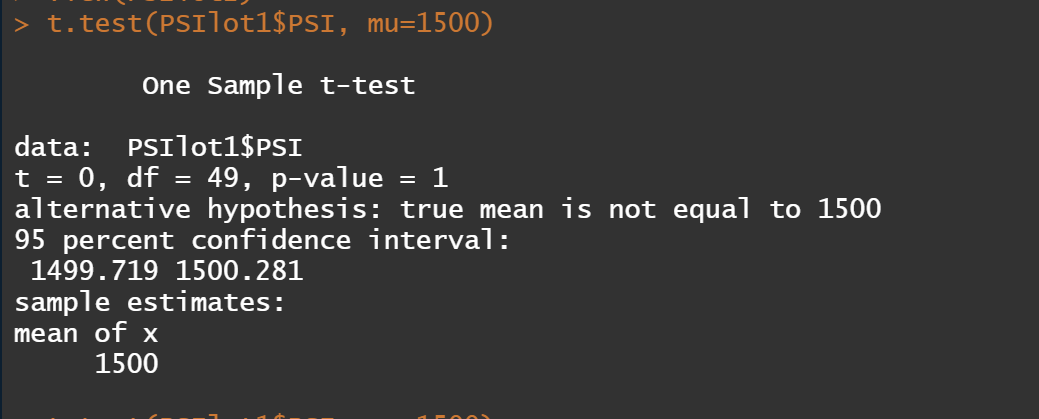 > t.test(PSIlot1$PSI, mu=1500)
One Sample t-test
data:  PSIlot1$PSI
t = 0, df = 49, p-value = 1
alternative hypothesis: true mean is not equal to 1500
95 percent confidence interval:
1499.719 1500.281
sample estimates:
mean of x
1500